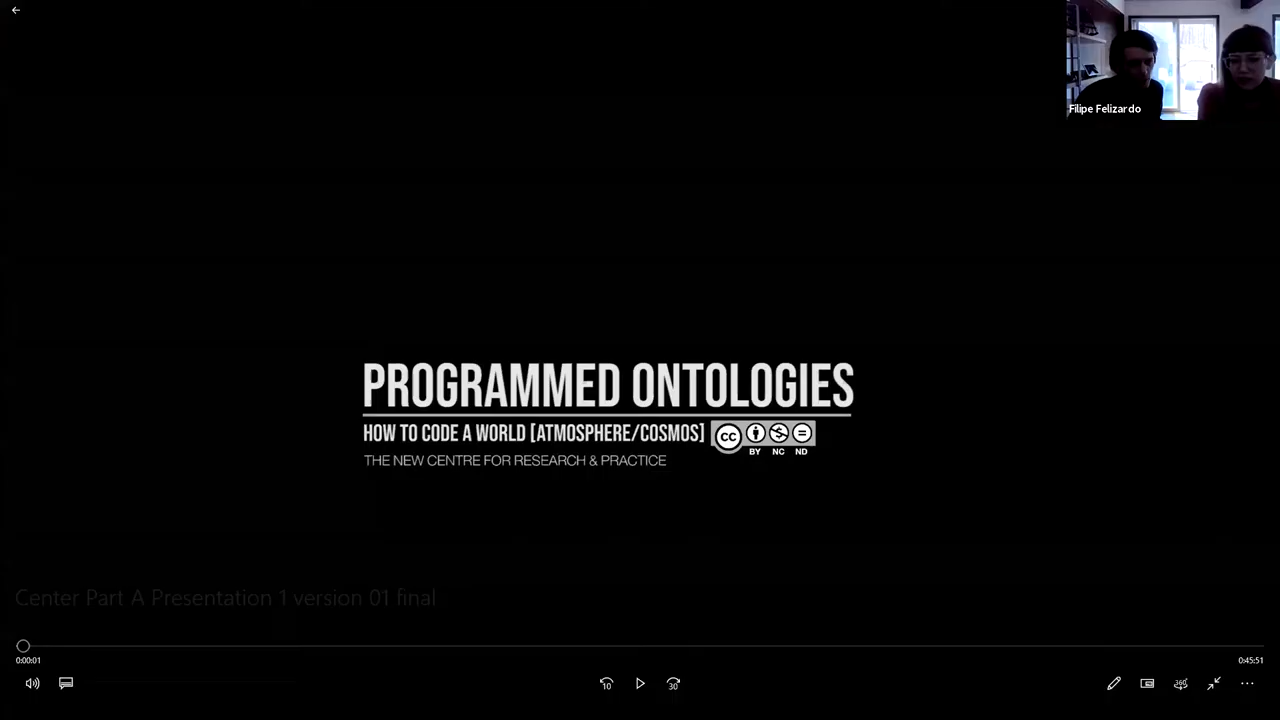 Filipe Felizardo
PROGRAMMED ONTOLOGIES
HOW TO CODE A WORLD [ATMOSPHERE/COSMOS]
CC BY NC ND
THE NEW CENTRE FOR RESEARCH & PRACTICE
Center Part A Presentation 1 version 01 final
0:00:01
0:45:51
10
30
360